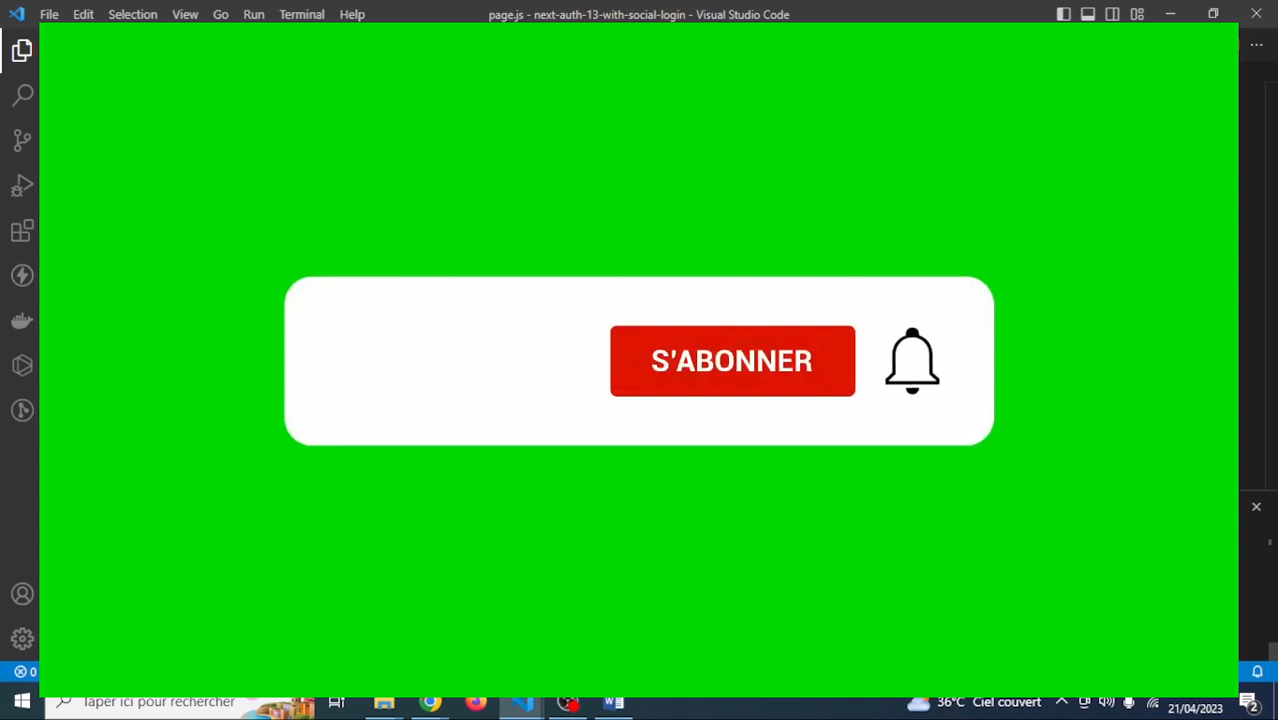 File Edit Selection View Go Run Terminal Help page.js - next-auth-13-with-social-login - Visual Studio Code
S'ABONNER
0
Taper ici pour rechercher 36°C Ciel couvert 21/04/2023 2